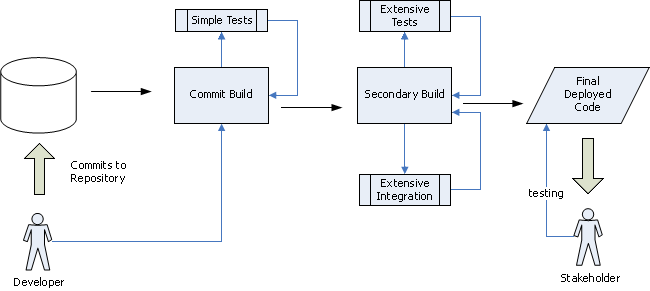 Simple Tests
Extensive
Tests
Commit Build
Secondary Build
Final
Deployed
Code
Commits to
Repository
Extensive
Integration
testing
Developer
Stakeholder